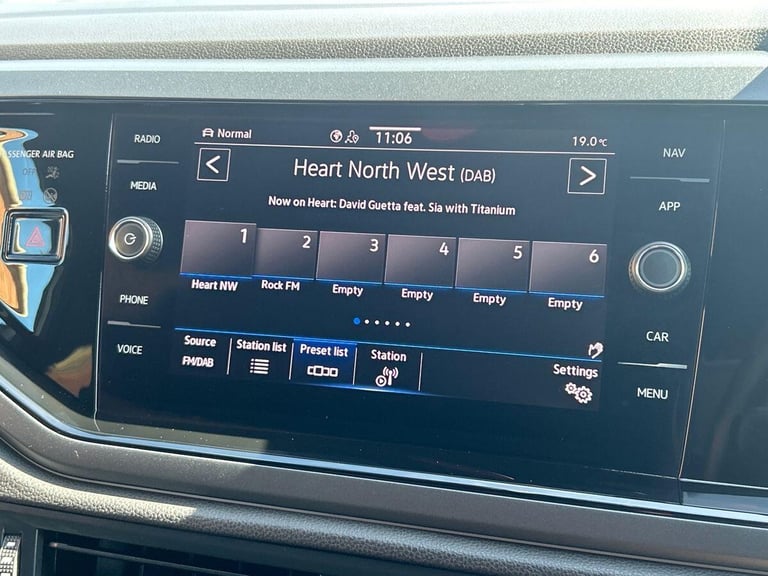 SSENGER AIR BAG
OFF
ON
RADIO
MEDIA
PHONE
VOICE
Normal
11:06
19.0°C
<
Heart North West (DAB)
>
Now on Heart: David Guetta feat. Sia with Titanium
1
2
3
4
5
6
Heart NW
Rock FM
Empty
Empty
Empty
Empty
Source
FM/DAB
Station list
Preset list
Station
Settings
NAV
APP
CAR
MENU